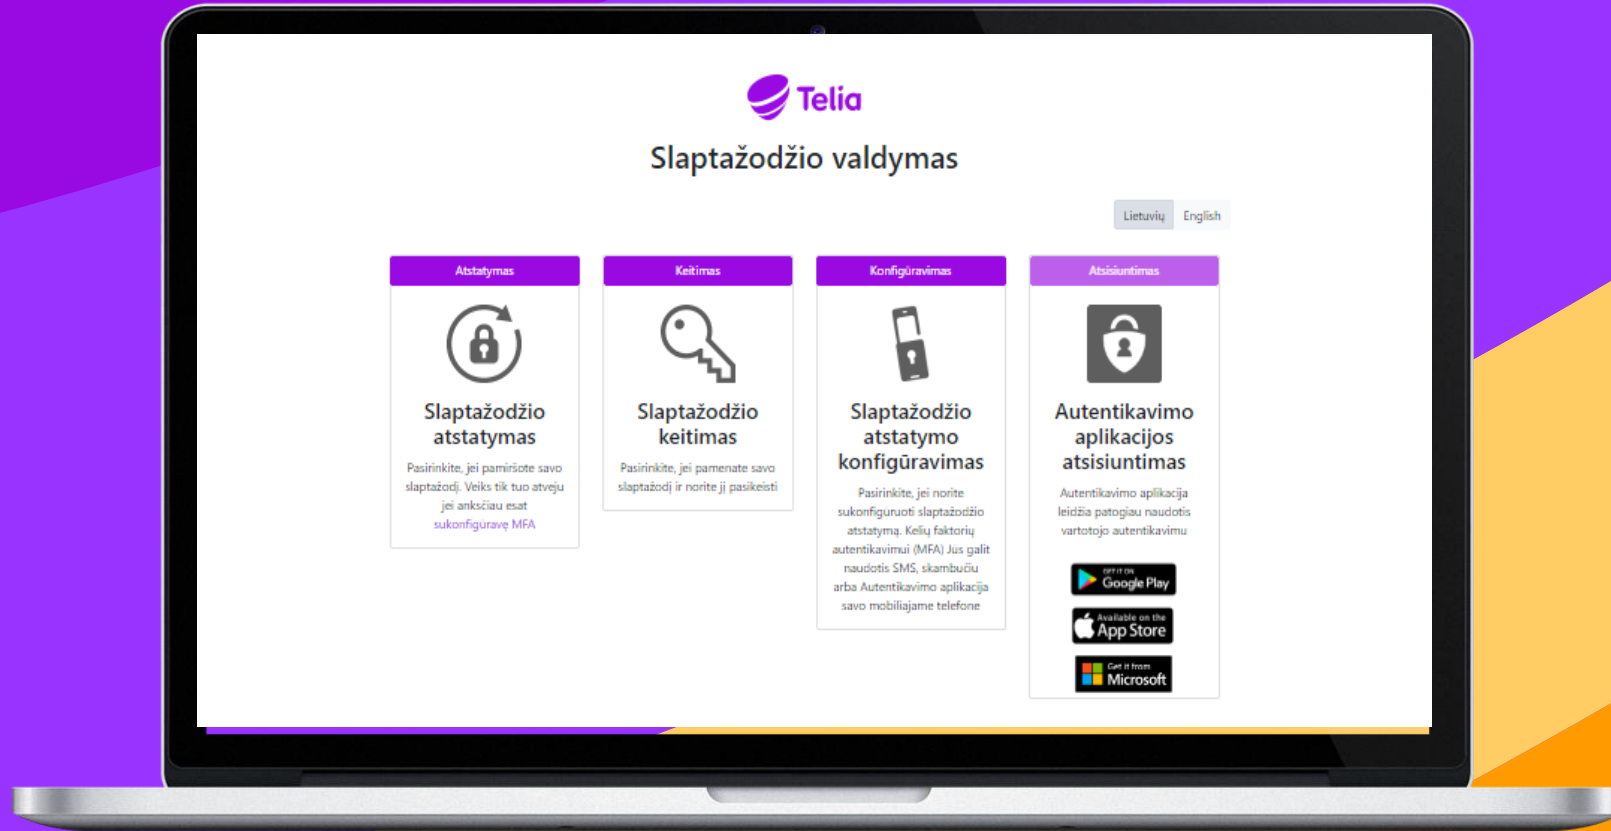 Telia
Slaptažodžio valdymas
Lietuvių English
Atstatymas
Slaptažodžio
atstatymas
Pasirinkite, jei pamiršote savo
slaptažodį. Veiks tik tuo atveju
jei anksčiau esat
sukonfigūravę MFA
Keitimas
Slaptažodžio
keitimas
Pasirinkite, jei pamenate savo
slaptažodį ir norite jį pasikeisti
Konfigūravimas
Slaptažodžio
atstatymo
konfigūravimas
Pasirinkite, jei norite
sukonfigūruoti slaptažodžio
atstatymą. Kelių faktorių
autentikavimui (MFA) Jūs galit
naudotis SMS, skambučiu
arba Autentikavimo aplikacija
savo mobiliajame telefone
Atsisiuntimas
Autentikavimo
aplikacijos
atsisiuntimas
Autentikavimo aplikacija
leidžia patogiau naudotis
vartotojo autentikavimu
GET IT ON
Google Play
Available on the
App Store
Get it from
Microsoft